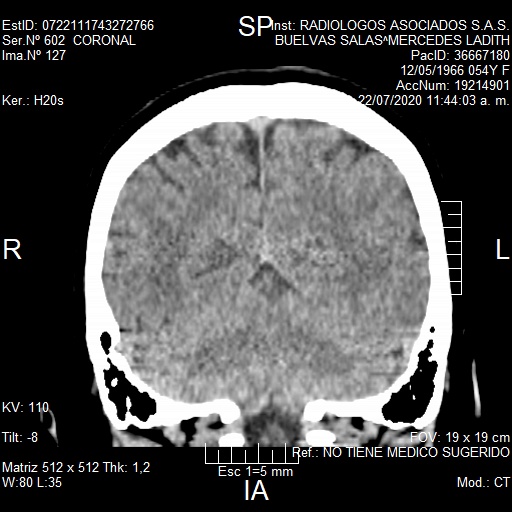 EstID: 0722111743272766
Ser.Nº 602 CORONAL
Ima.Nº 127
Ker.: H20s
SP
Inst: RADIOLOGOS ASOCIADOS S.A.S.
BUELVAS SALAS^MERCEDES LADITH
PacID: 36667180
12/05/1966 054Y F
AccNum: 19214901
22/07/2020 11:44:03 a. m.
R
L
KV: 110
Tilt: -8
Matriz 512 x 512 Thk: 1,2
W:80 L:35
Esc 1=5 mm
IA
FOV: 19 x 19 cm
Ref.: NO TIENE MEDICO SUGERIDO
Mod.: CT